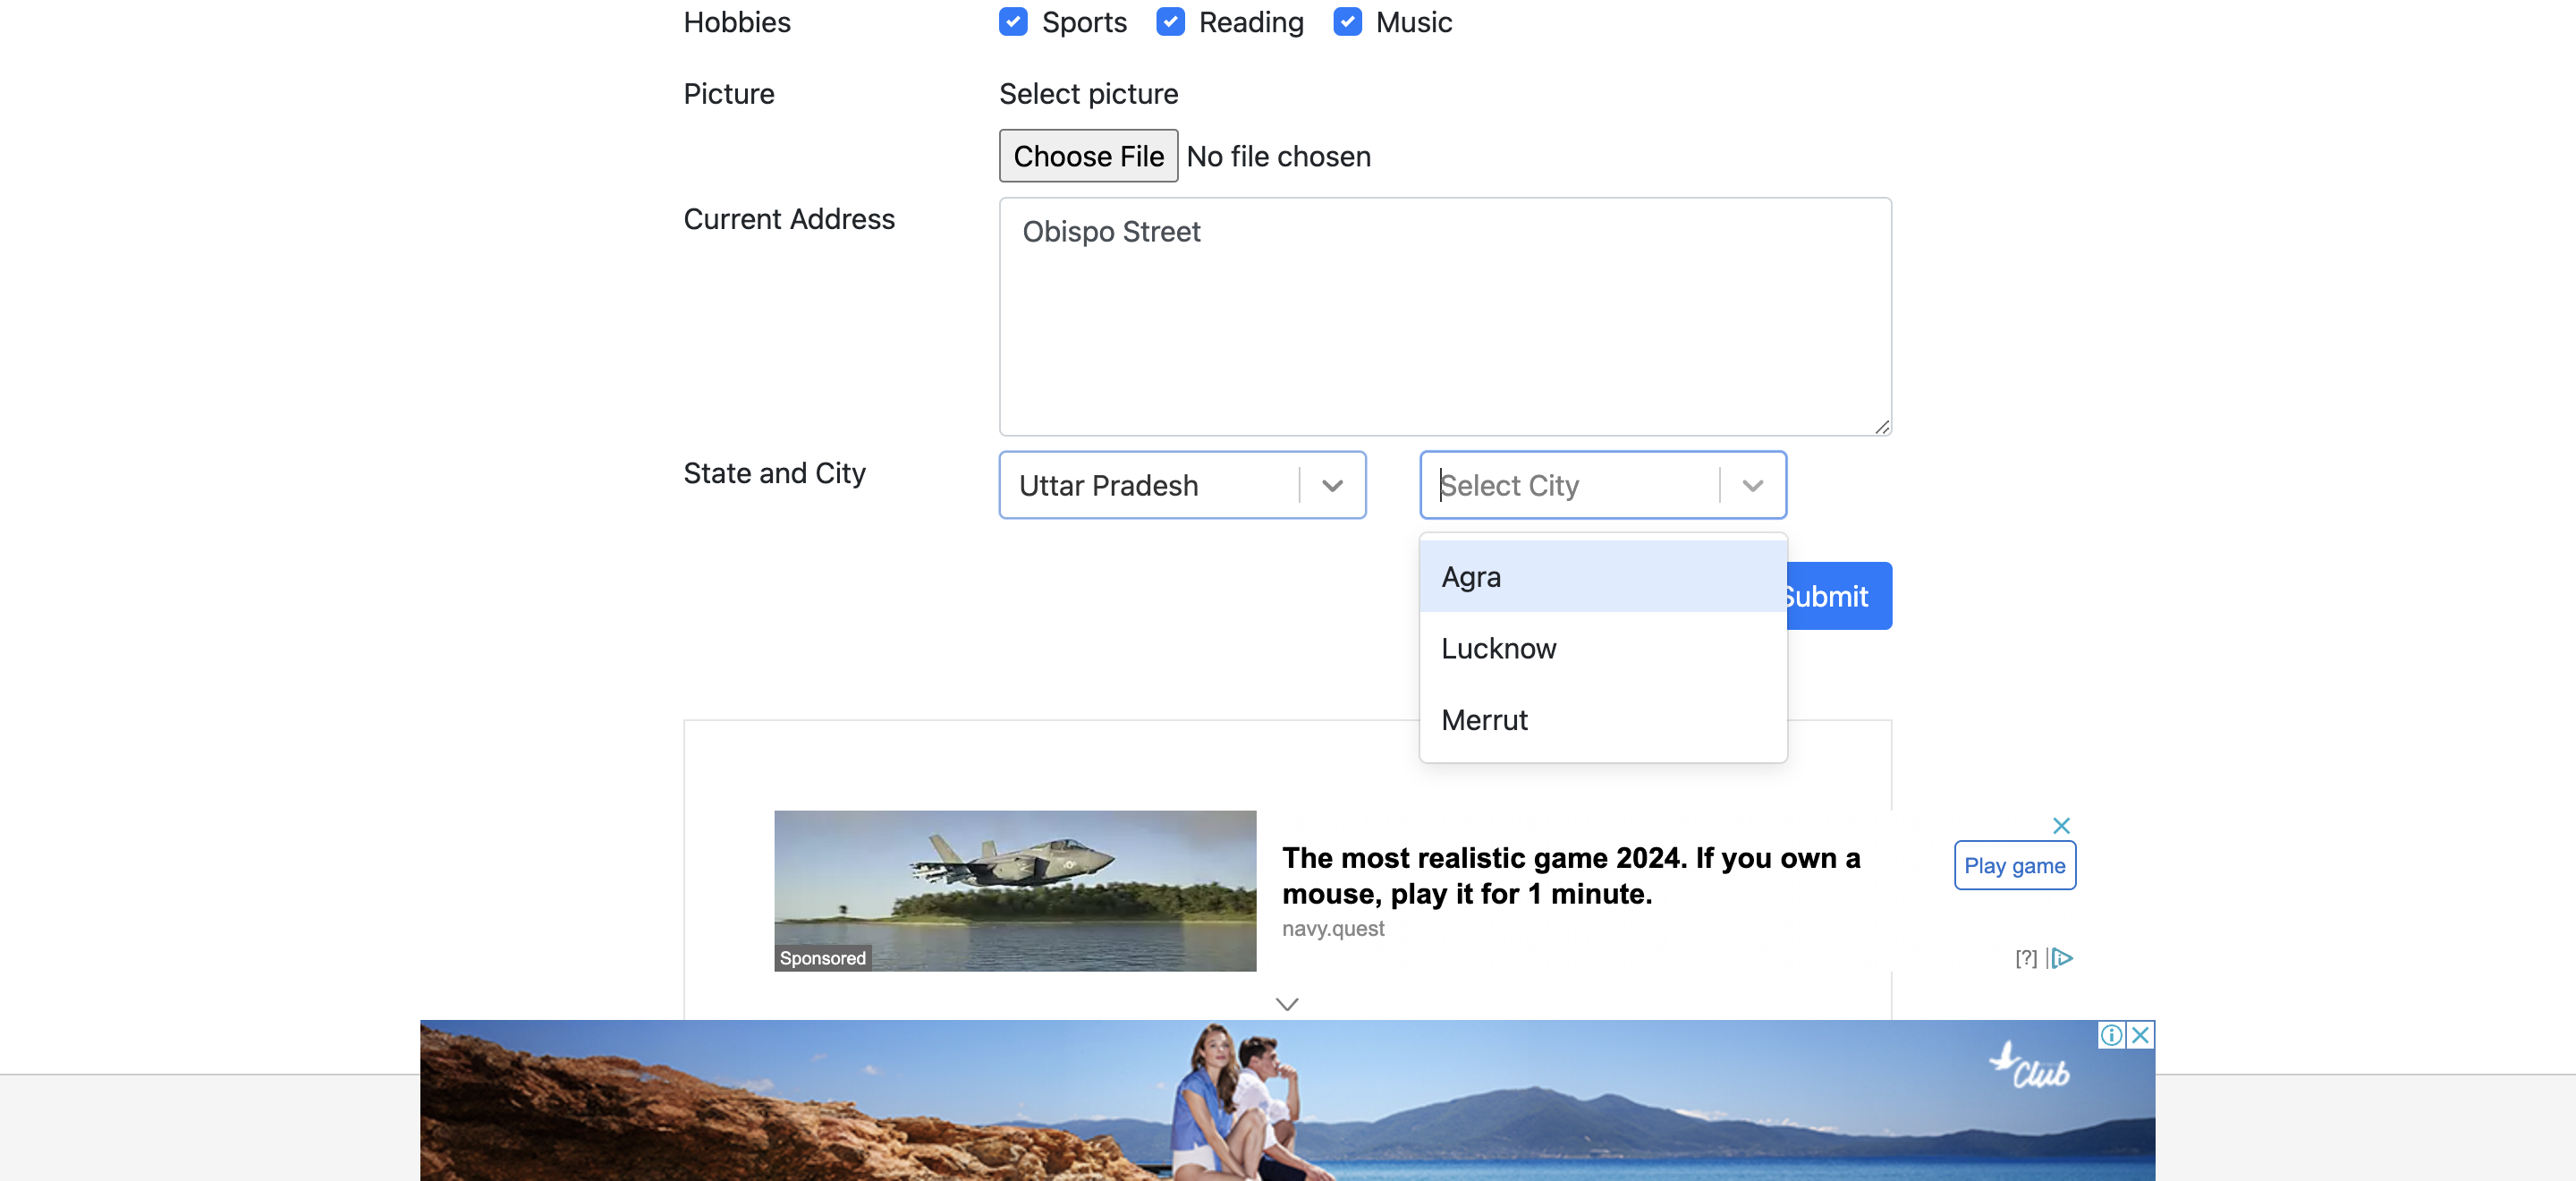 Hobbies
Sports Reading Music
Picture
Select picture
Choose File No file chosen
Current Address
Obispo Street
State and City
Uttar Pradesh
Select City
Agra
Lucknow
Merrut
Submit
The most realistic game 2024. If you own a
mouse, play it for 1 minute.
navy.quest
Play game
Sponsored
[?]
Club